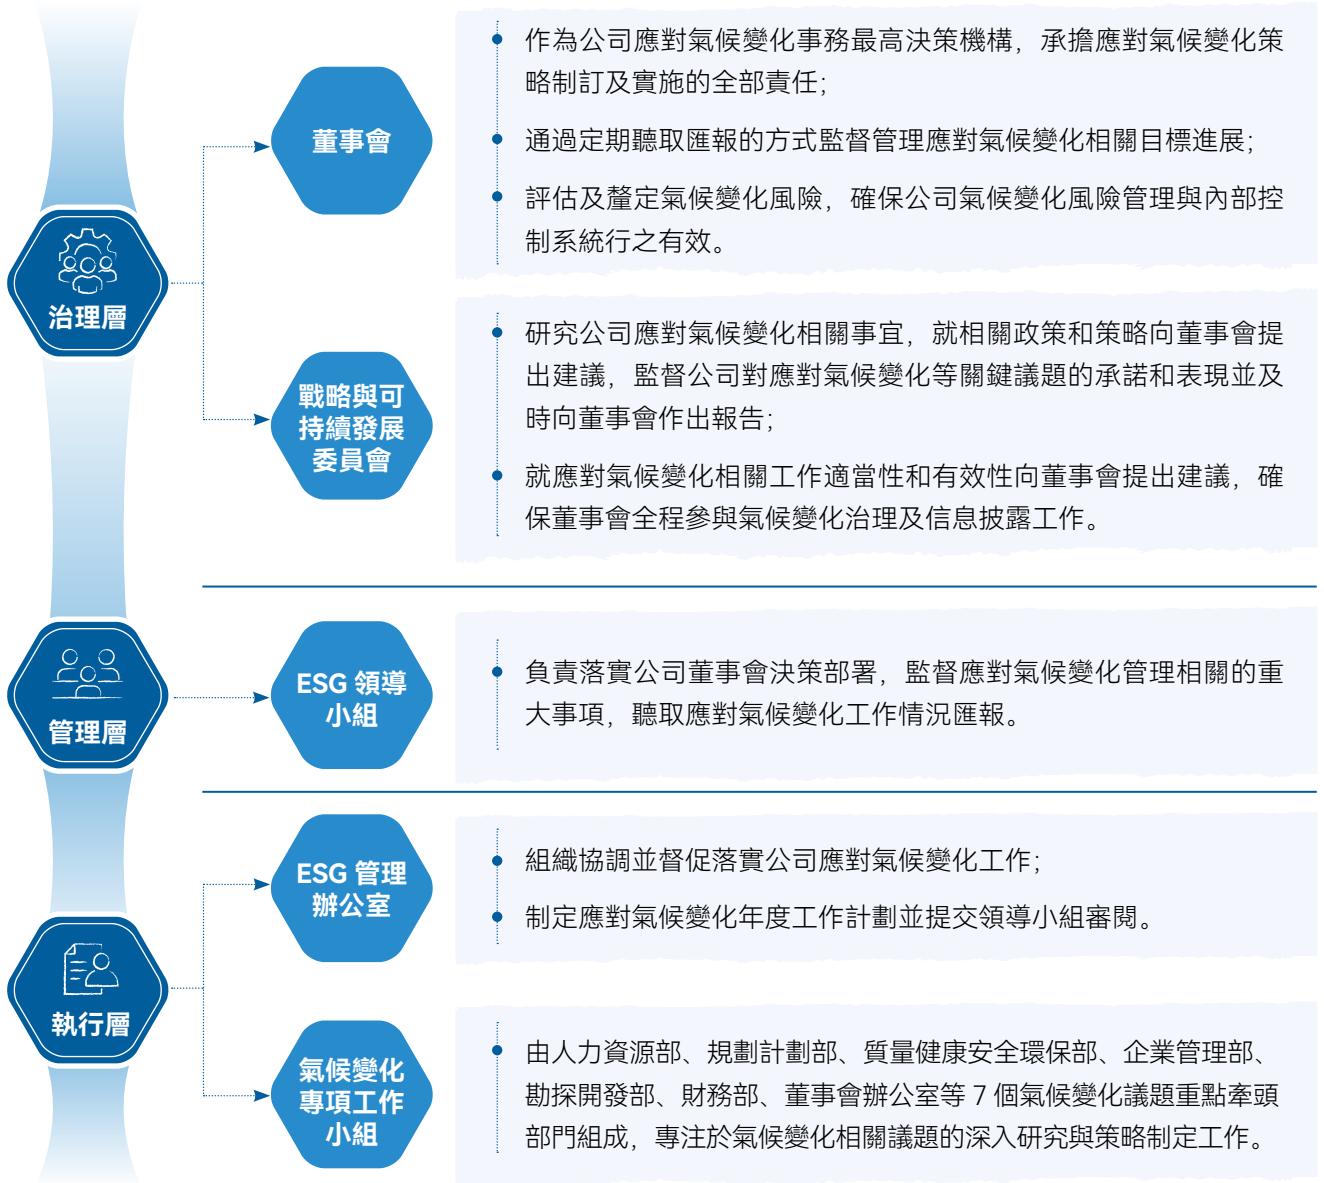 治理層
董事會
作為公司應對氣候變化事務最高決策機構，承擔應對氣候變化策
略制訂及實施的全部責任；
通過定期聽取匯報的方式監督管理應對氣候變化相關目標進展；
評估及釐定氣候變化風險，確保公司氣候變化風險管理與內部控
制系統行之有效。
戰略與可
持續發展
委員會
研究公司應對氣候變化相關事宜，就相關政策和策略向董事會提
出建議，監督公司對應對氣候變化等關鍵議題的承諾和表現並及
時向董事會作出報告；
就應對氣候變化相關工作適當性和有效性向董事會提出建議，確
保董事會全程參與氣候變化治理及信息披露工作。
管理層
ESG 領導
小組
負責落實公司董事會決策部署，監督應對氣候變化管理相關的重
大事項，聽取應對氣候變化工作情況匯報。
執行層
ESG 管理
辦公室
組織協調並督促落實公司應對氣候變化工作；
制定應對氣候變化年度工作計劃並提交領導小組審閱。
氣候變化
專項工作
小組
由人力資源部、規劃計劃部、質量健康安全環保部、企業管理部、
勘探開發部、財務部、董事會辦公室等 7 個氣候變化議題重點牽頭
部門組成，專注於氣候變化相關議題的深入研究與策略制定工作。